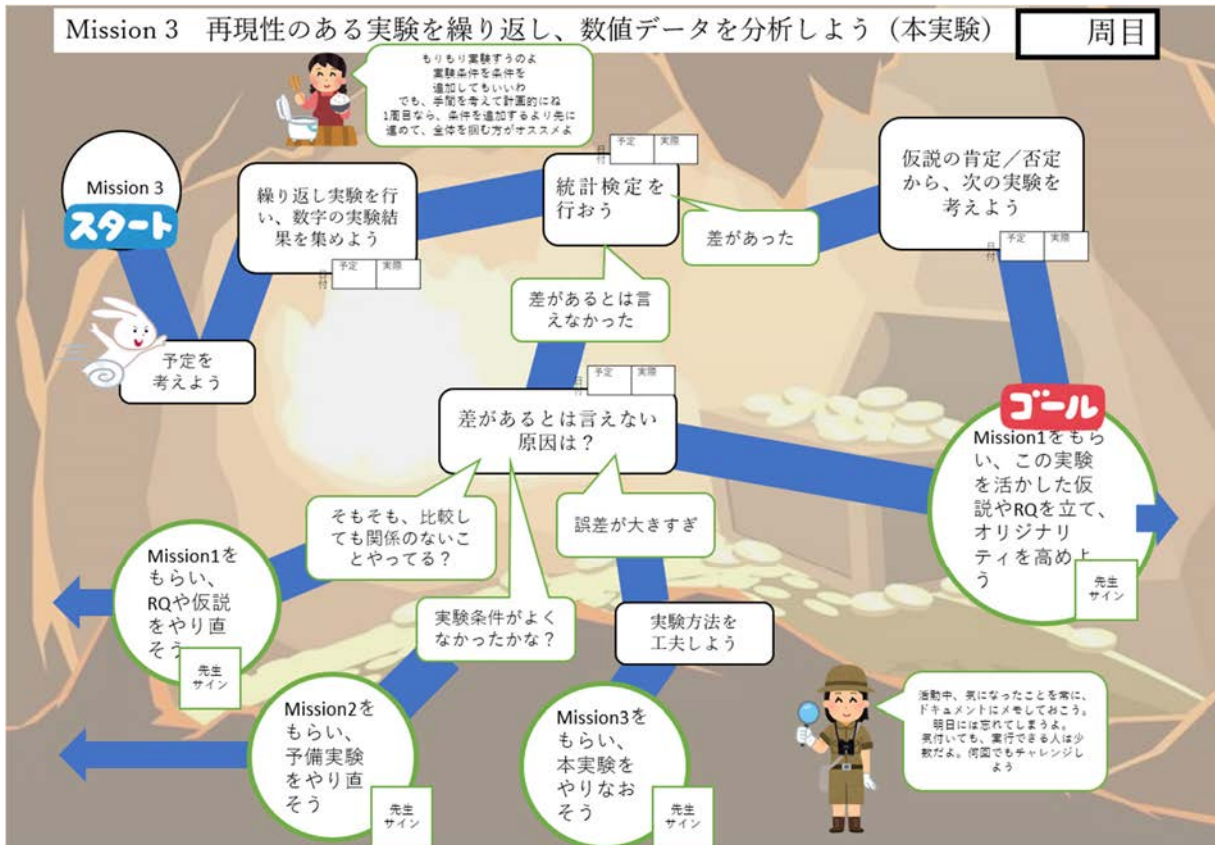 Mission 3　再現性のある実験を繰り返し、数値データを分析しよう（本実験）
周目
もりもり実験すうのよ
実験条件を条件を
追加してもいいわ
でも、手間を考えて計画的にね
1周目なら、条件を追加するより先に
進めて、全体を掴む方がオススメよ
Mission 3
スタート
予定を
考えよう
繰り返し実験を行
い、数字の実験結
果を集めよう
日付
予定
実際
統計検定を
行おう
日付
予定
実際
差があった
仮説の肯定／否定
から、次の実験を
考えよう
日付
予定
実際
差があるとは言
えなかった
差があるとは言えない
原因は？
日付
予定
実際
ゴール
Mission1をもら
い、この実験
を活かした仮
説やRQを立て、
オリジナリ
ティを高めよ
う
先生
サイン
そもそも、比較し
ても関係のないこ
とやってる？
誤差が大きすぎ
Mission1を
もらい、
RQや仮説
をやり直
そう
先生
サイン
実験条件がよく
なかったかな？
実験方法を
工夫しよう
Mission2を
もらい、
予備実験
をやり直
そう
先生
サイン
Mission3を
もらい、
本実験を
やりなお
そう
先生
サイン
活動中、気になったことを常に、
ドキュメントにメモしておこう。
明日には忘れてしまうよ。
気付いても、実行できる人は少
数だよ。何回でもチャレンジし
よう